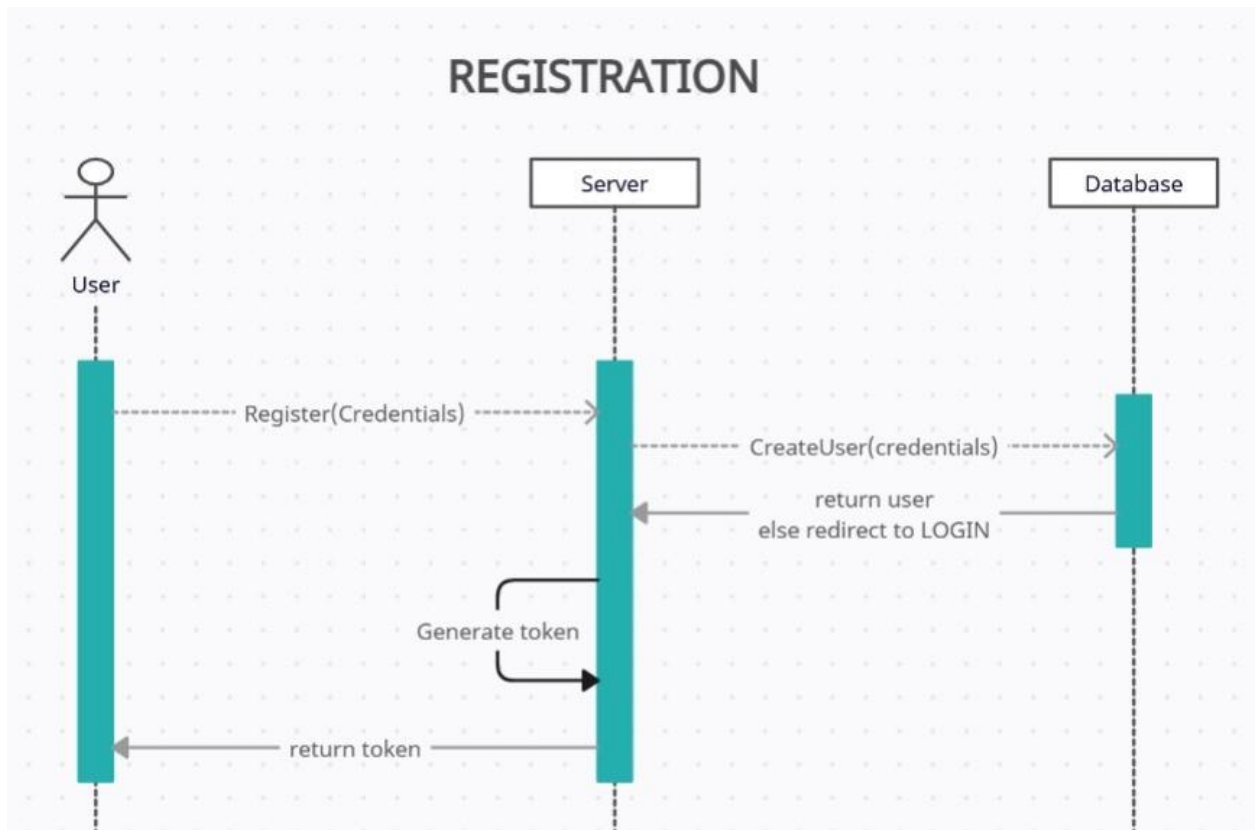 REGISTRATION
User
Server
Database
Register(Credentials)
CreateUser(credentials)
return user
else redirect to LOGIN
Generate token
return token